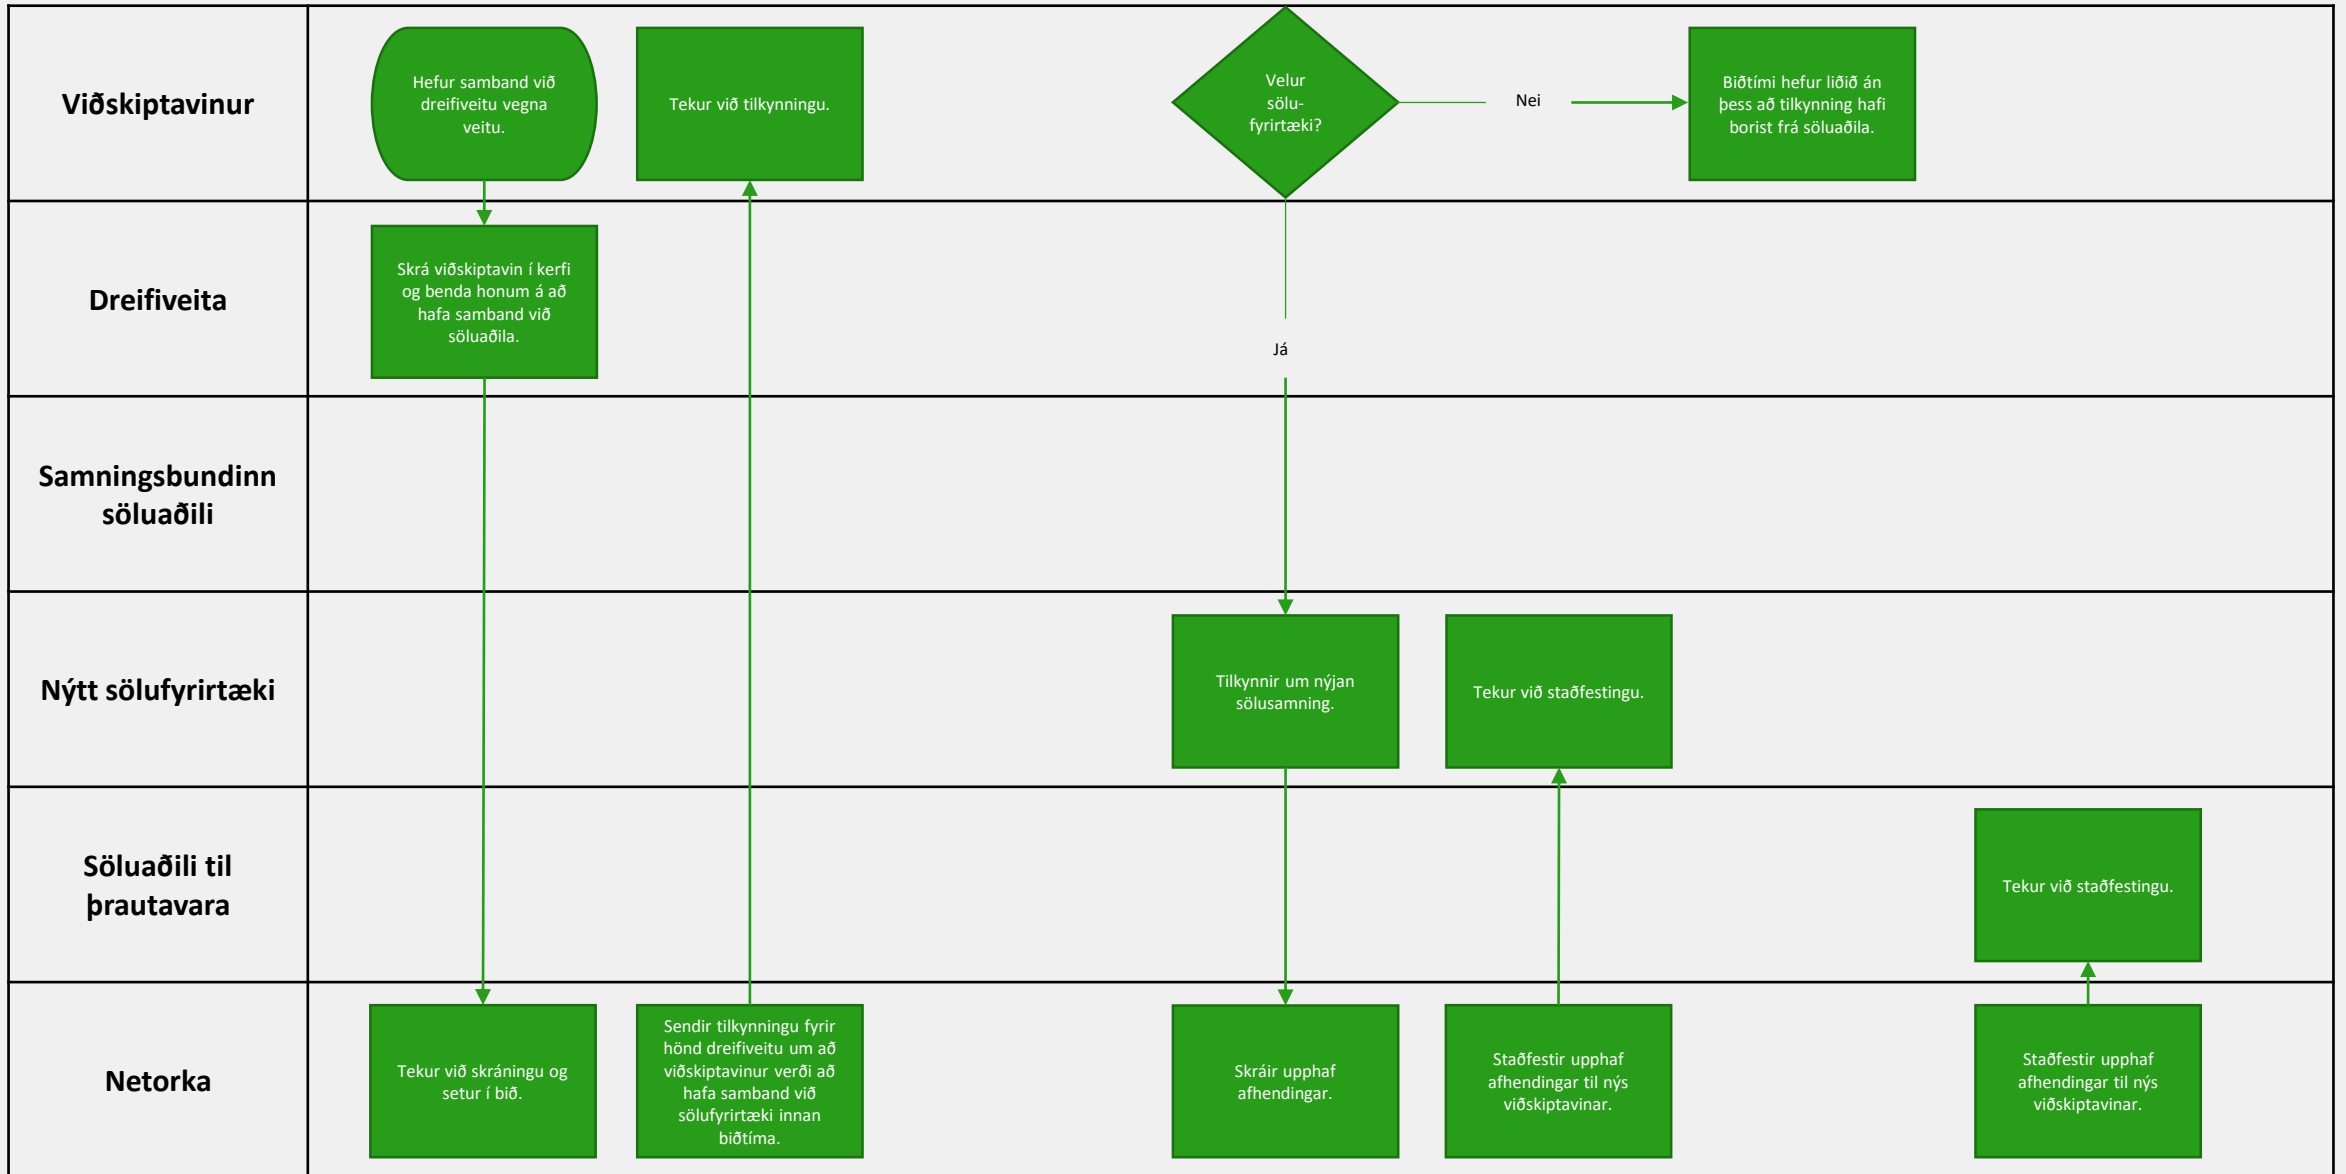 Viðskiptavinur
Hefur samband við
dreifiveitu vegna
veitu.
Tekur við tilkynningu.
Velur
sölu-
fyrirtæki?
Nei
Biðtími hefur liðið án
þess að tilkynning hafi
borist frá söluaðila.
Dreifiveita
Skrá viðskiptavin í kerfi
og benda honum á að
hafa samband við
söluaðila.
Já
Samningsbundinn
söluaðili
Nýtt sölufyrirtæki
Tilkynnir um nýjan
sölusamning.
Tekur við staðfestingu.
Söluaðili til
þrautavara
Tekur við staðfestingu.
Netorka
Tekur við skráningu og
setur í bið.
Sendir tilkynningu fyrir
hönd dreifiveitu um að
viðskiptavinur verði að
hafa samband við
sölufyrirtæki innan
biðtíma.
Skráir upphaf
afhendingar.
Staðfestir upphaf
afhendingar til nýs
viðskiptavinar.
Staðfestir upphaf
afhendingar til nýs
viðskiptavinar.